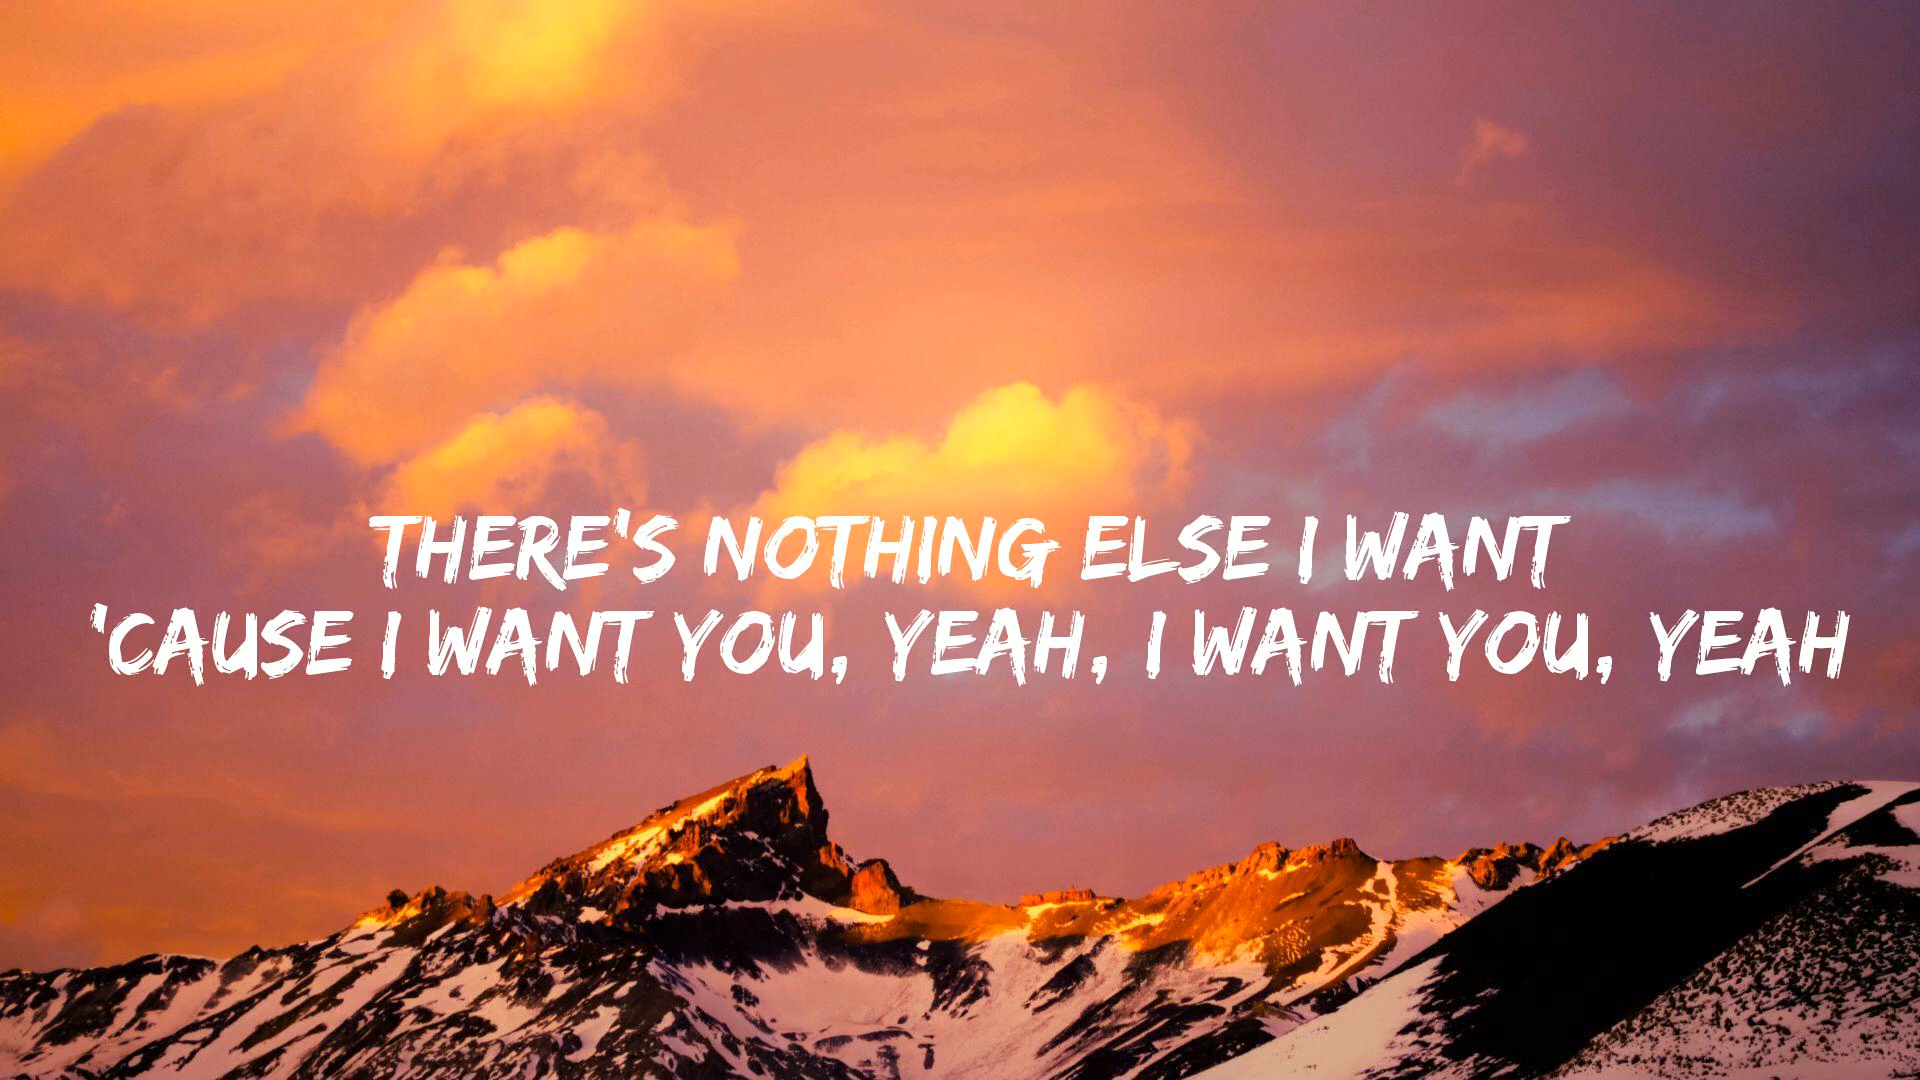 THERE'S NOTHING ELSE I WANT
'CAUSE I WANT YOU, YEAH, I WANT YOU, YEAH